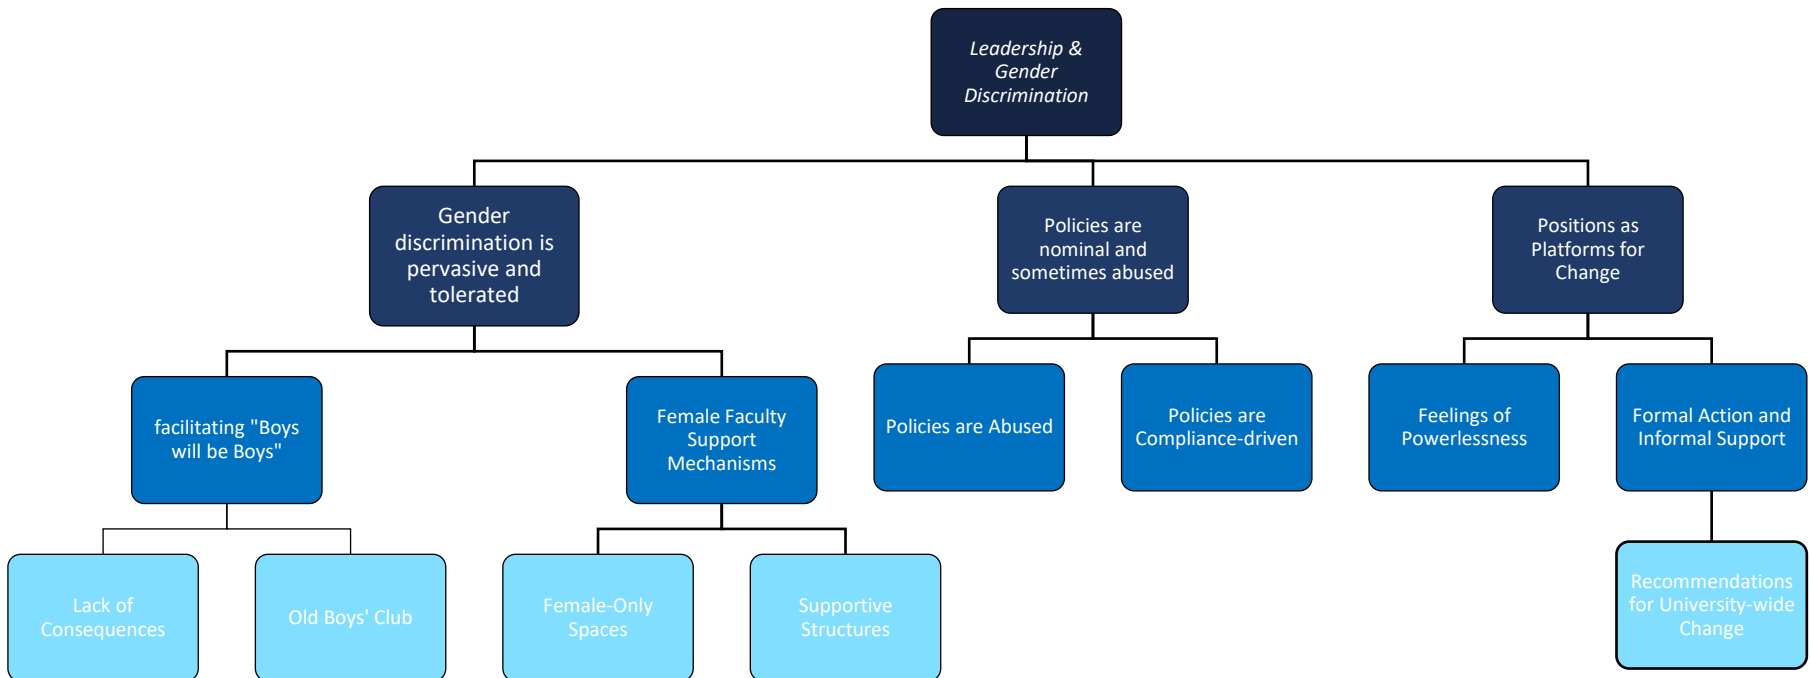 Leadership &
Gender
Discrimination
Gender
discrimination is
pervasive and
tolerated
Policies are
nominal and
sometimes abused
Positions as
Platforms for
Change
facilitating "Boys
will be Boys"
Female Faculty
Support
Mechanisms
Policies are Abused
Policies are
Compliance-driven
Feelings of
Powerlessness
Formal Action and
Informal Support
Lack of
Consequences
Old Boys' Club
Female-Only
Spaces
Supportive
Structures
Recommendations
for University-wide
Change